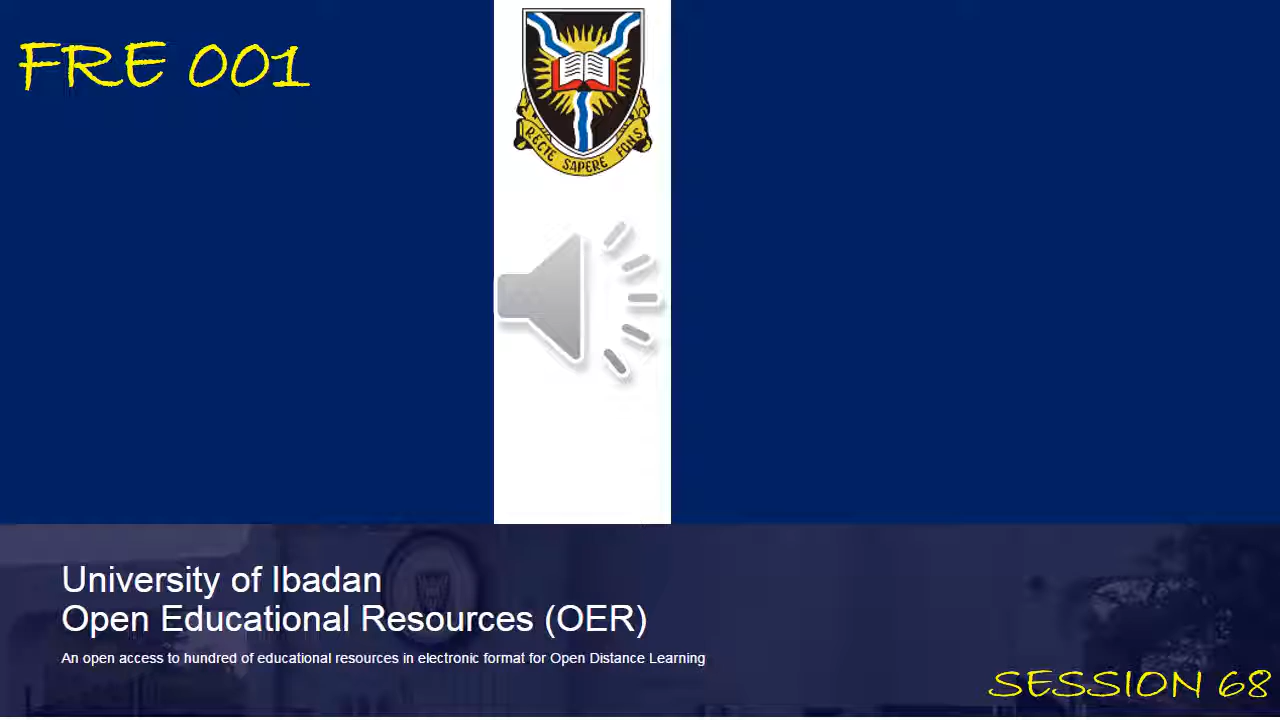 FRE 001
RECTE SAPERE FONS
University of Ibadan
Open Educational Resources (OER)
An open access to hundred of educational resources in electronic format for Open Distance Learning
SESSION 68